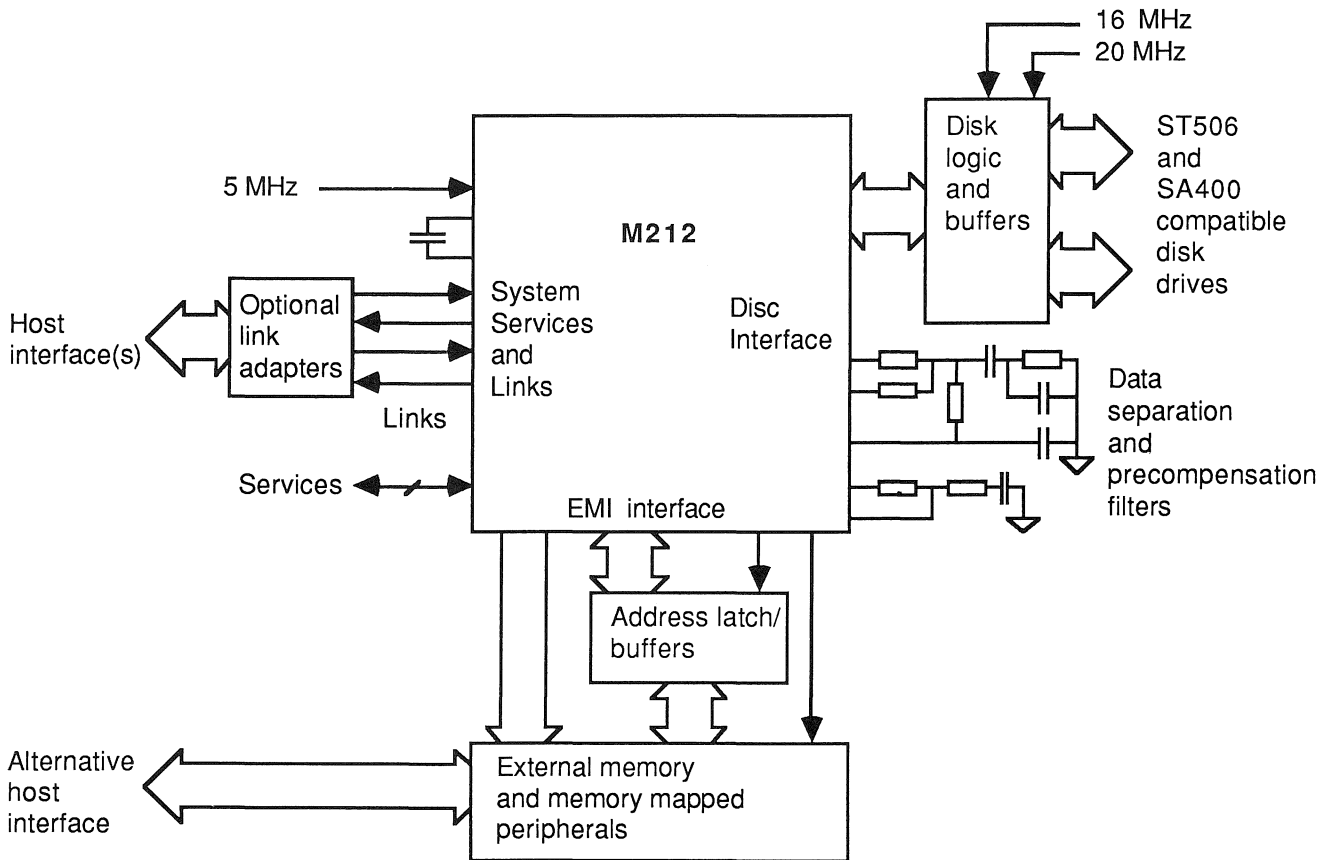 16 MHz
20 MHz
Disk
logic
and
buffers
ST506
and
SA400
compatible
disk
drives
5 MHz
M212
System
Services
and
Links
Disc
Interface
Optional
link
adapters
Host
interface(s)
Links
Data
separation
and
precompensation
filters
Services
EMI interface
Address latch/
buffers
External memory
and memory mapped
peripherals
Alternative
host
interface